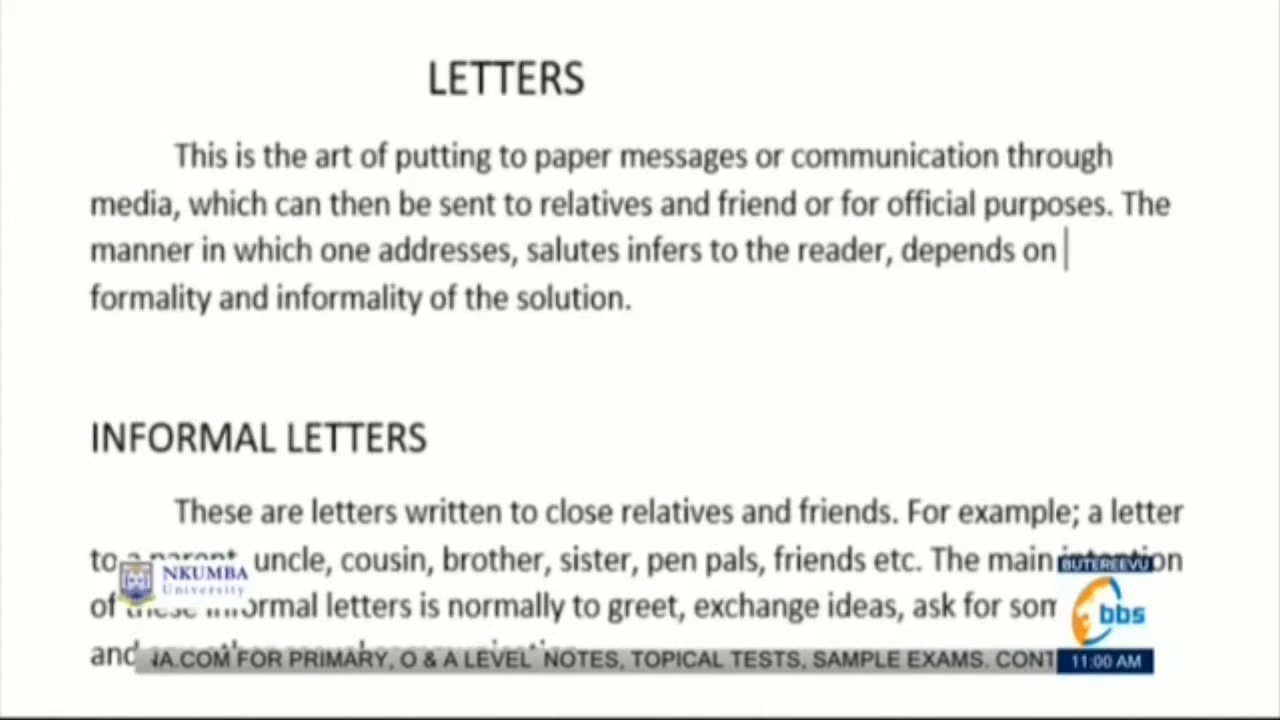 LETTERS
This is the art of putting to paper messages or communication through
media, which can then be sent to relatives and friend or for official purposes. The
manner in which one addresses, salutes infers to the reader, depends on
formality and informality of the solution.
INFORMAL LETTERS
These are letters written to close relatives and friends. For example; a letter
to a parent, uncle, cousin, brother, sister, pen pals, friends etc. The main intention
of these informal letters is normally to greet, exchange ideas, ask for
and
NKUMBA
University
BUTEREEVU
bbs
.COM FOR PRIMARY, O & A LEVEL NOTES, TOPICAL TESTS, SAMPLE EXAMS.
11:00 AM